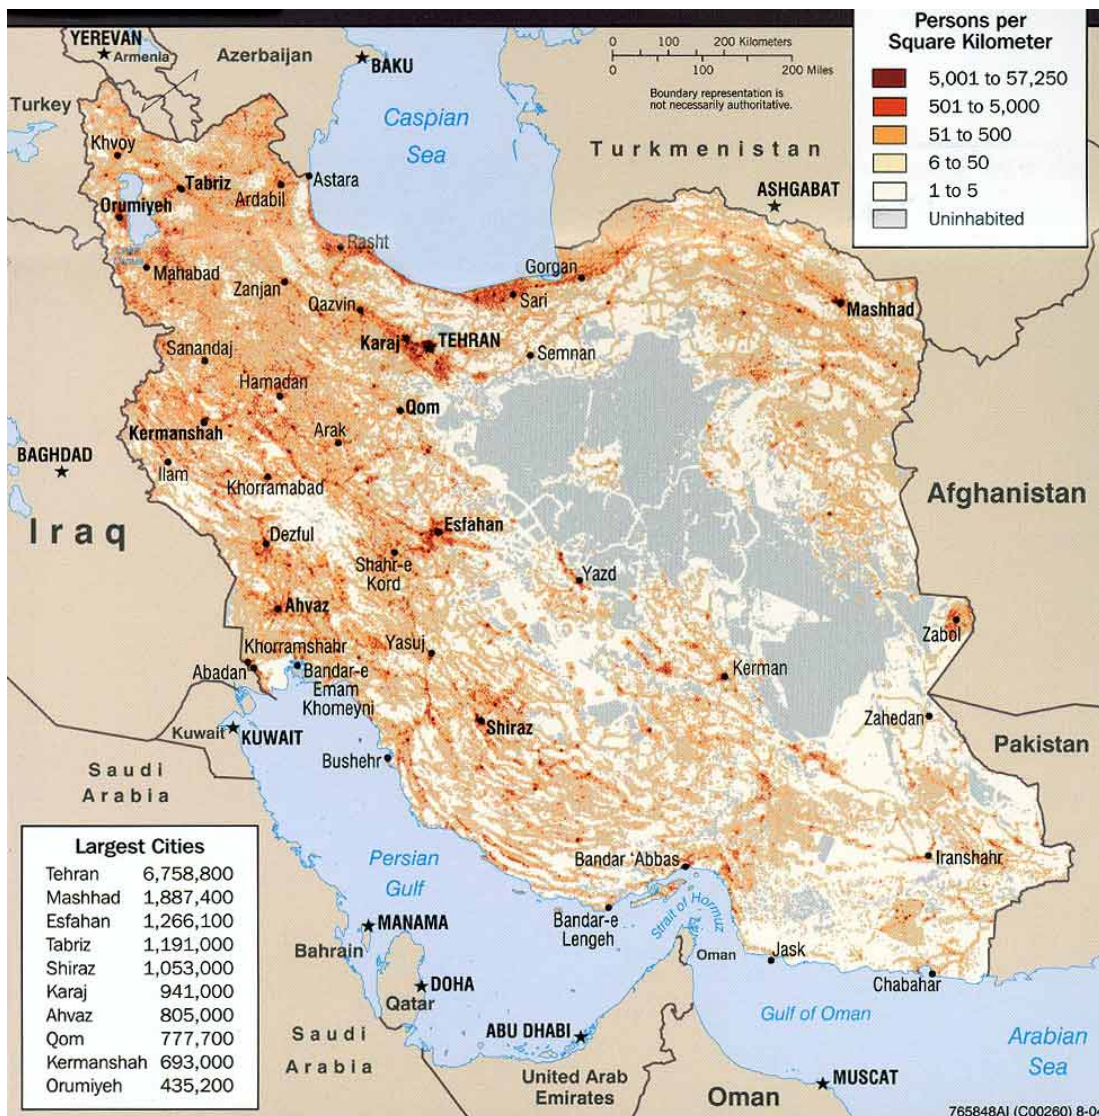 Persons per
Square Kilometer
5,001 to 57,250
501 to 5,000
51 to 500
6 to 50
1 to 5
Uninhabited
0 100 200 Kilometers
0 100 200 Miles
Boundary representation is
not necessarily authoritative.
YEREVAN
Armenia
Azerbaijan
BAKU
Turkey
Caspian
Sea
Turkmenistan
Khvoy
Tabriz
Ardabil
Astara
ASHGABAT
Orumiyeh
Rasht
Mahabad
Gorgan
Zanjan
Sari
Mashhad
Qazvin
Karaj
TEHRAN
Semnan
Sanandaj
Hamadan
Qom
Kermanshah
Arak
BAGHDAD
Ilam
Khorramabad
Afghanistan
Iraq
Esfahan
Dezful
Shahr-e
Kord
Yazd
Ahvaz
Zabol
Khorramshahr
Yasuj
Abadan
Bandar-e
Emam
Khomeyni
Kerman
Kuwait
KUWAIT
Shiraz
Zahedan
Pakistan
Bushehr
Saudi
Arabia
Persian
Gulf
Bandar 'Abbas
Iranshahr
Strait of Hormuz
Bandar-e
Lengeh
MANAMA
Bahrain
Oman
Jask
Chabahar
DOHA
Qatar
Gulf of Oman
ABU DHABI
Arabian
Sea
Saudi
Arabia
United Arab
Emirates
Oman
MUSCAT
Largest Cities
Tehran 6,758,800
Mashhad 1,887,400
Esfahan 1,266,100
Tabriz 1,191,000
Shiraz 1,053,000
Karaj 941,000
Ahvaz 805,000
Qom 777,700
Kermanshah 693,000
Orumiyeh 435,200
765848AI (C00260) 8-0